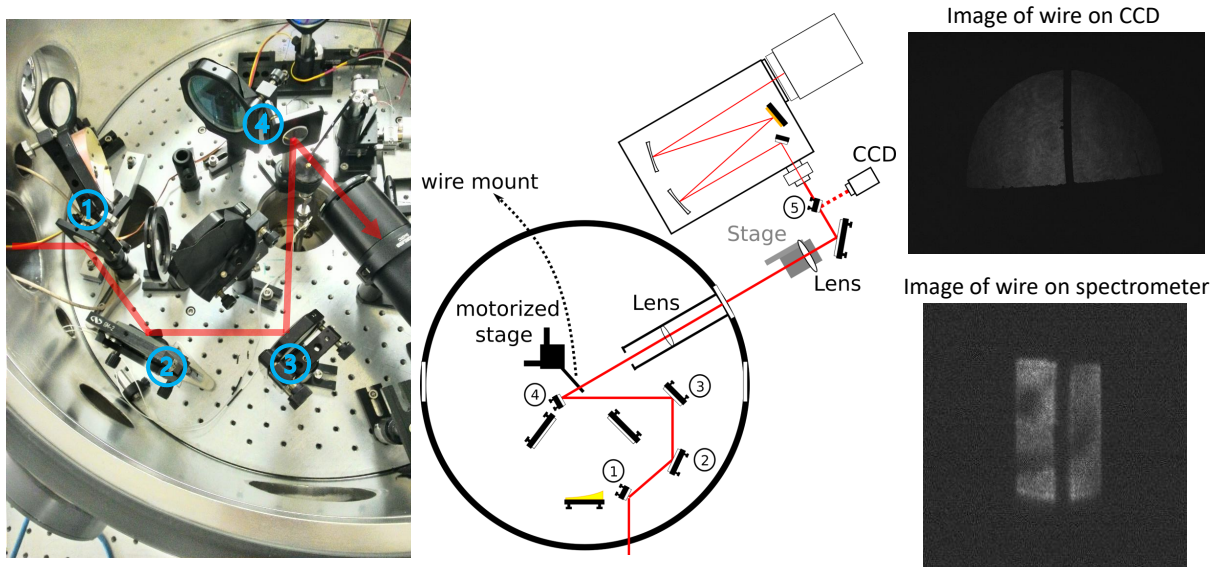 1
2
3
4
wire mount
motorized
stage
Lens
Stage
Lens
CCD
1
2
3
4
5
Image of wire on CCD
Image of wire on spectrometer